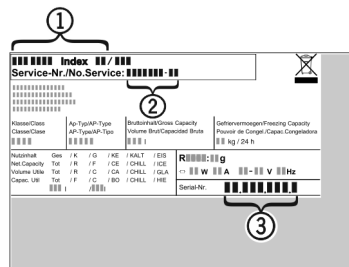 1
Index /
Service-Nr./No.Service: -
2
Klasse/Class
Classe/Clase
Ap-Typ/AP-Type
AP-Type/AP-Tipo
Bruttoinhalt/Gross Capacity
Volume Brut/Capacidad Bruta
Gefriervermoegen/Freezing Capacity
Pouvoir de Congel./Capac.Congeladora
kg / 24 h
Nutzinhalt Ges / K / G / KE / KALT / EIS
Net Capacity Tot / R / F / CE / CHILL / ICE
Volume Utile Tot / R / C / CA / CHILL / GLA
Capac. Util Tot / F / C / BO / CHILL / HIE
l / l
R : g
W A - V Hz
Serial-Nr. . . .
3